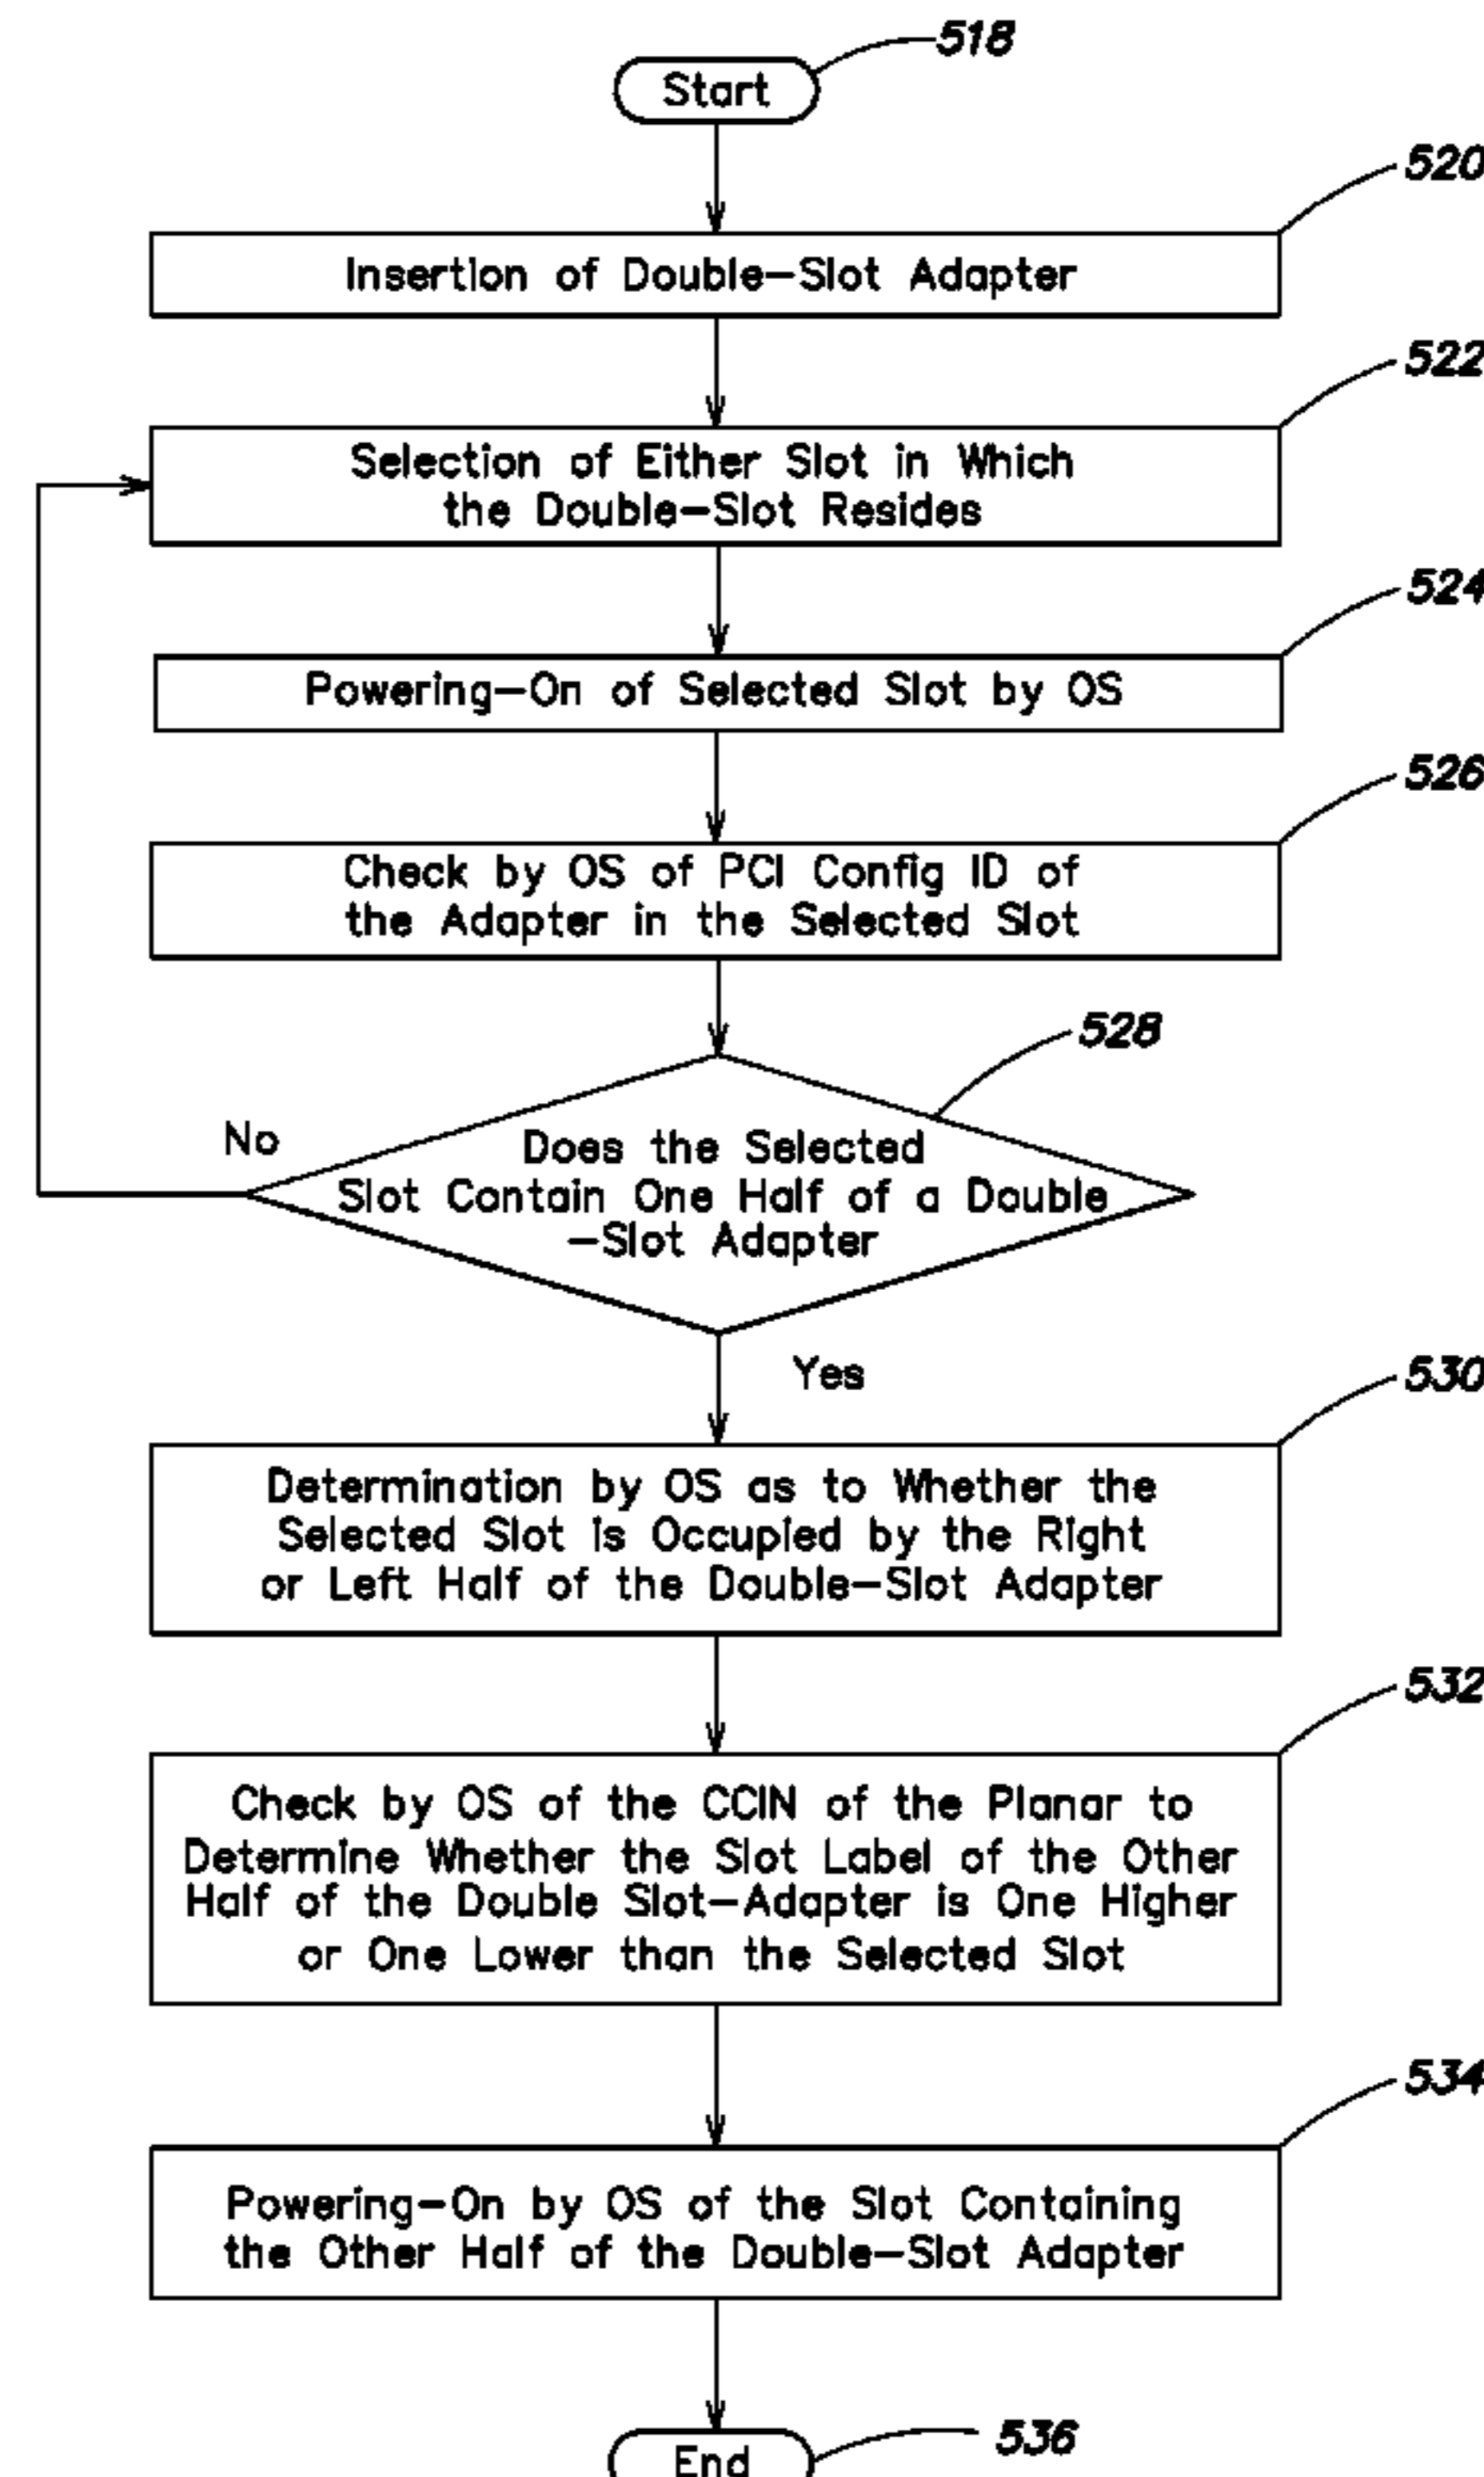 518
Start
520
Insertion of Double-Slot Adapter
522
Selection of Either Slot in Which
the Double-Slot Resides
524
Powering-On of Selected Slot by OS
526
Check by OS of PCI Config ID of
the Adapter in the Selected Slot
528
No
Does the Selected
Slot Contain One Half of a Double
-Slot Adapter
Yes
530
Determination by OS as to Whether the
Selected Slot is Occupied by the Right
or Left Half of the Double-Slot Adapter
532
Check by OS of the CCIN of the Planar to
Determine Whether the Slot Label of the Other
Half of the Double Slot-Adapter is One Higher
or One Lower than the Selected Slot
534
Powering-On by OS of the Slot Containing
the Other Half of the Double-Slot Adapter
536
End